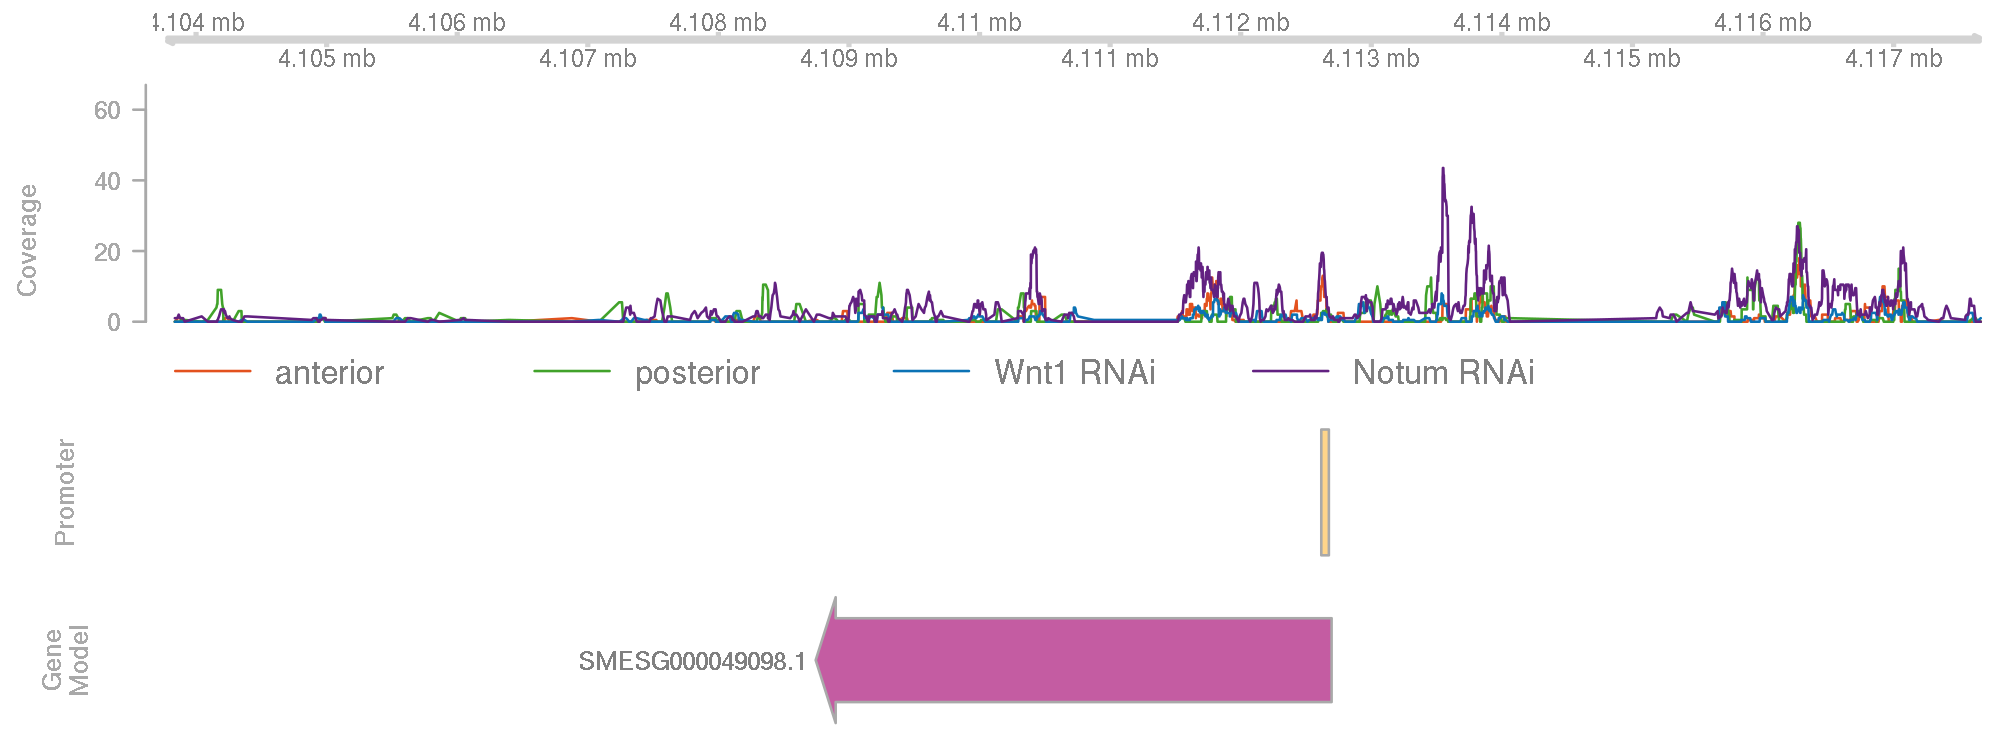 4.104 mb 4.106 mb 4.108 mb 4.11 mb 4.112 mb 4.114 mb 4.116 mb
4.105 mb 4.107 mb 4.109 mb 4.111 mb 4.113 mb 4.115 mb 4.117 mb
Coverage
60
40
20
0
anterior posterior Wnt1 RNAi Notum RNAi
Promoter
Gene
Model
SMESG000049098.1